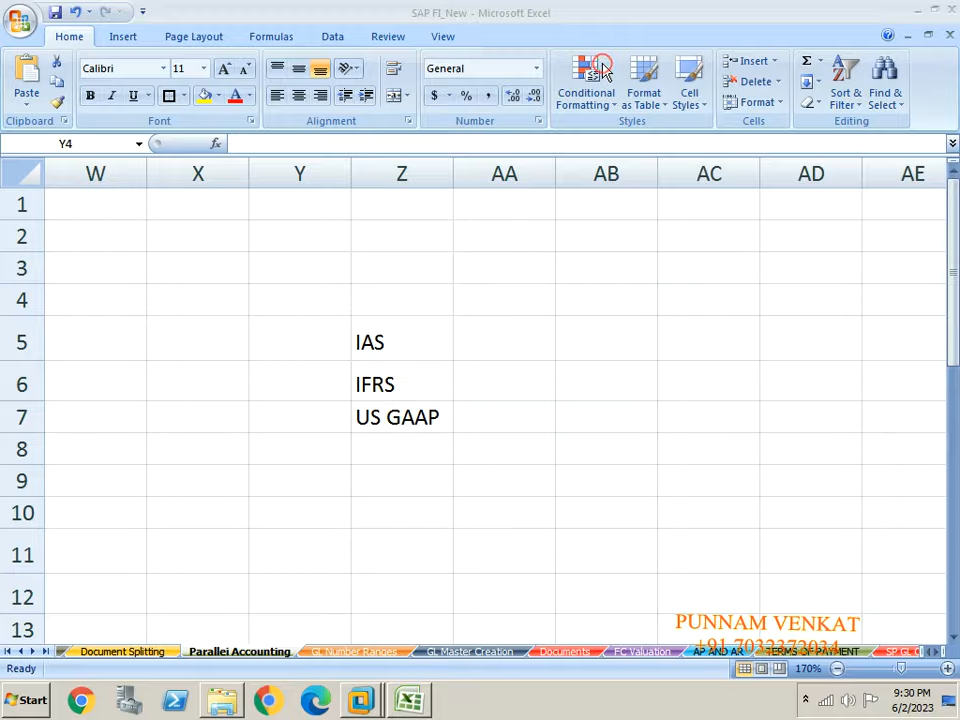 SAP FI_New - Microsoft Excel
Home Insert Page Layout Formulas Data Review View
Paste
Clipboard
Calibri 11
B I U
Font
Alignment
General
$ % ,
Number
Conditional Formatting
Format as Table
Cell Styles
Styles
Insert
Delete
Format
Cells
Σ
Sort & Filter
Find & Select
Editing
Y4 fx
W X Y Z AA AB AC AD AE
1
2
3
4
5 IAS
6 IFRS
7 US GAAP
8
9
10
11
12
13
PUNNAM VENKAT
+91 7032372034
Document Splitting Parallel Accounting GL Number Ranges GL Master Creation Documents FC Valuation AP AND AR TERMS OF PAYMENT
Ready 170%
Start
9:30 PM
6/2/2023